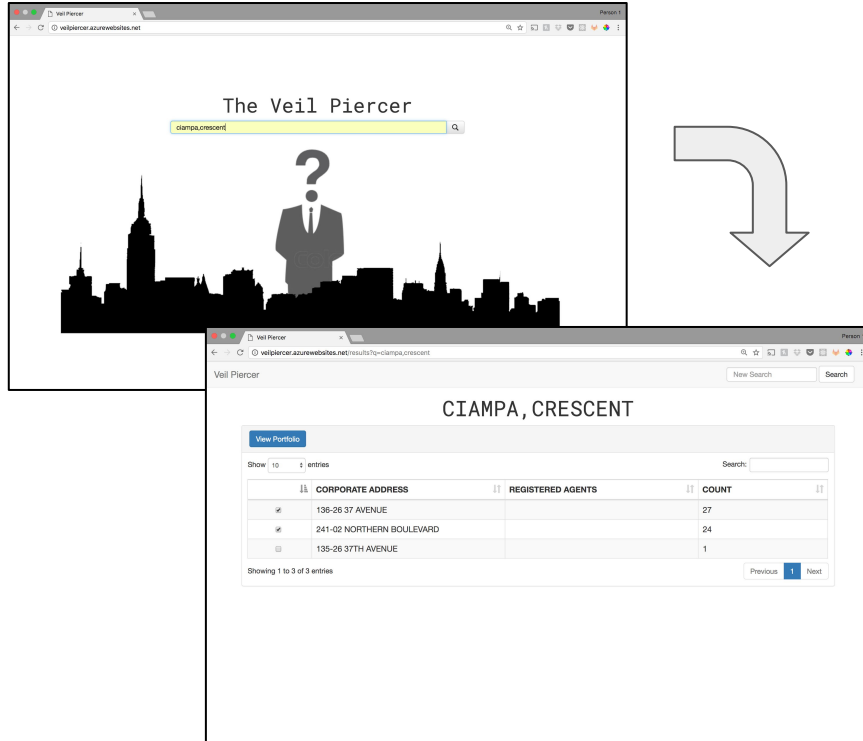 Veil Piercer
Person 1
veilpiercer.azurewebsites.net
The Veil Piercer
ciampa,crescent
?
Veil Piercer
Person 1
veilpiercer.azurewebsites.net/results?q=ciampa,crescent
Veil Piercer
New Search
Search
CIAMPA,CRESCENT
View Portfolio
Show 10 entries
Search:
CORPORATE ADDRESS REGISTERED AGENTS COUNT
136-26 37 AVENUE 27
241-02 NORTHERN BOULEVARD 24
135-26 37TH AVENUE 1
Showing 1 to 3 of 3 entries
Previous 1 Next